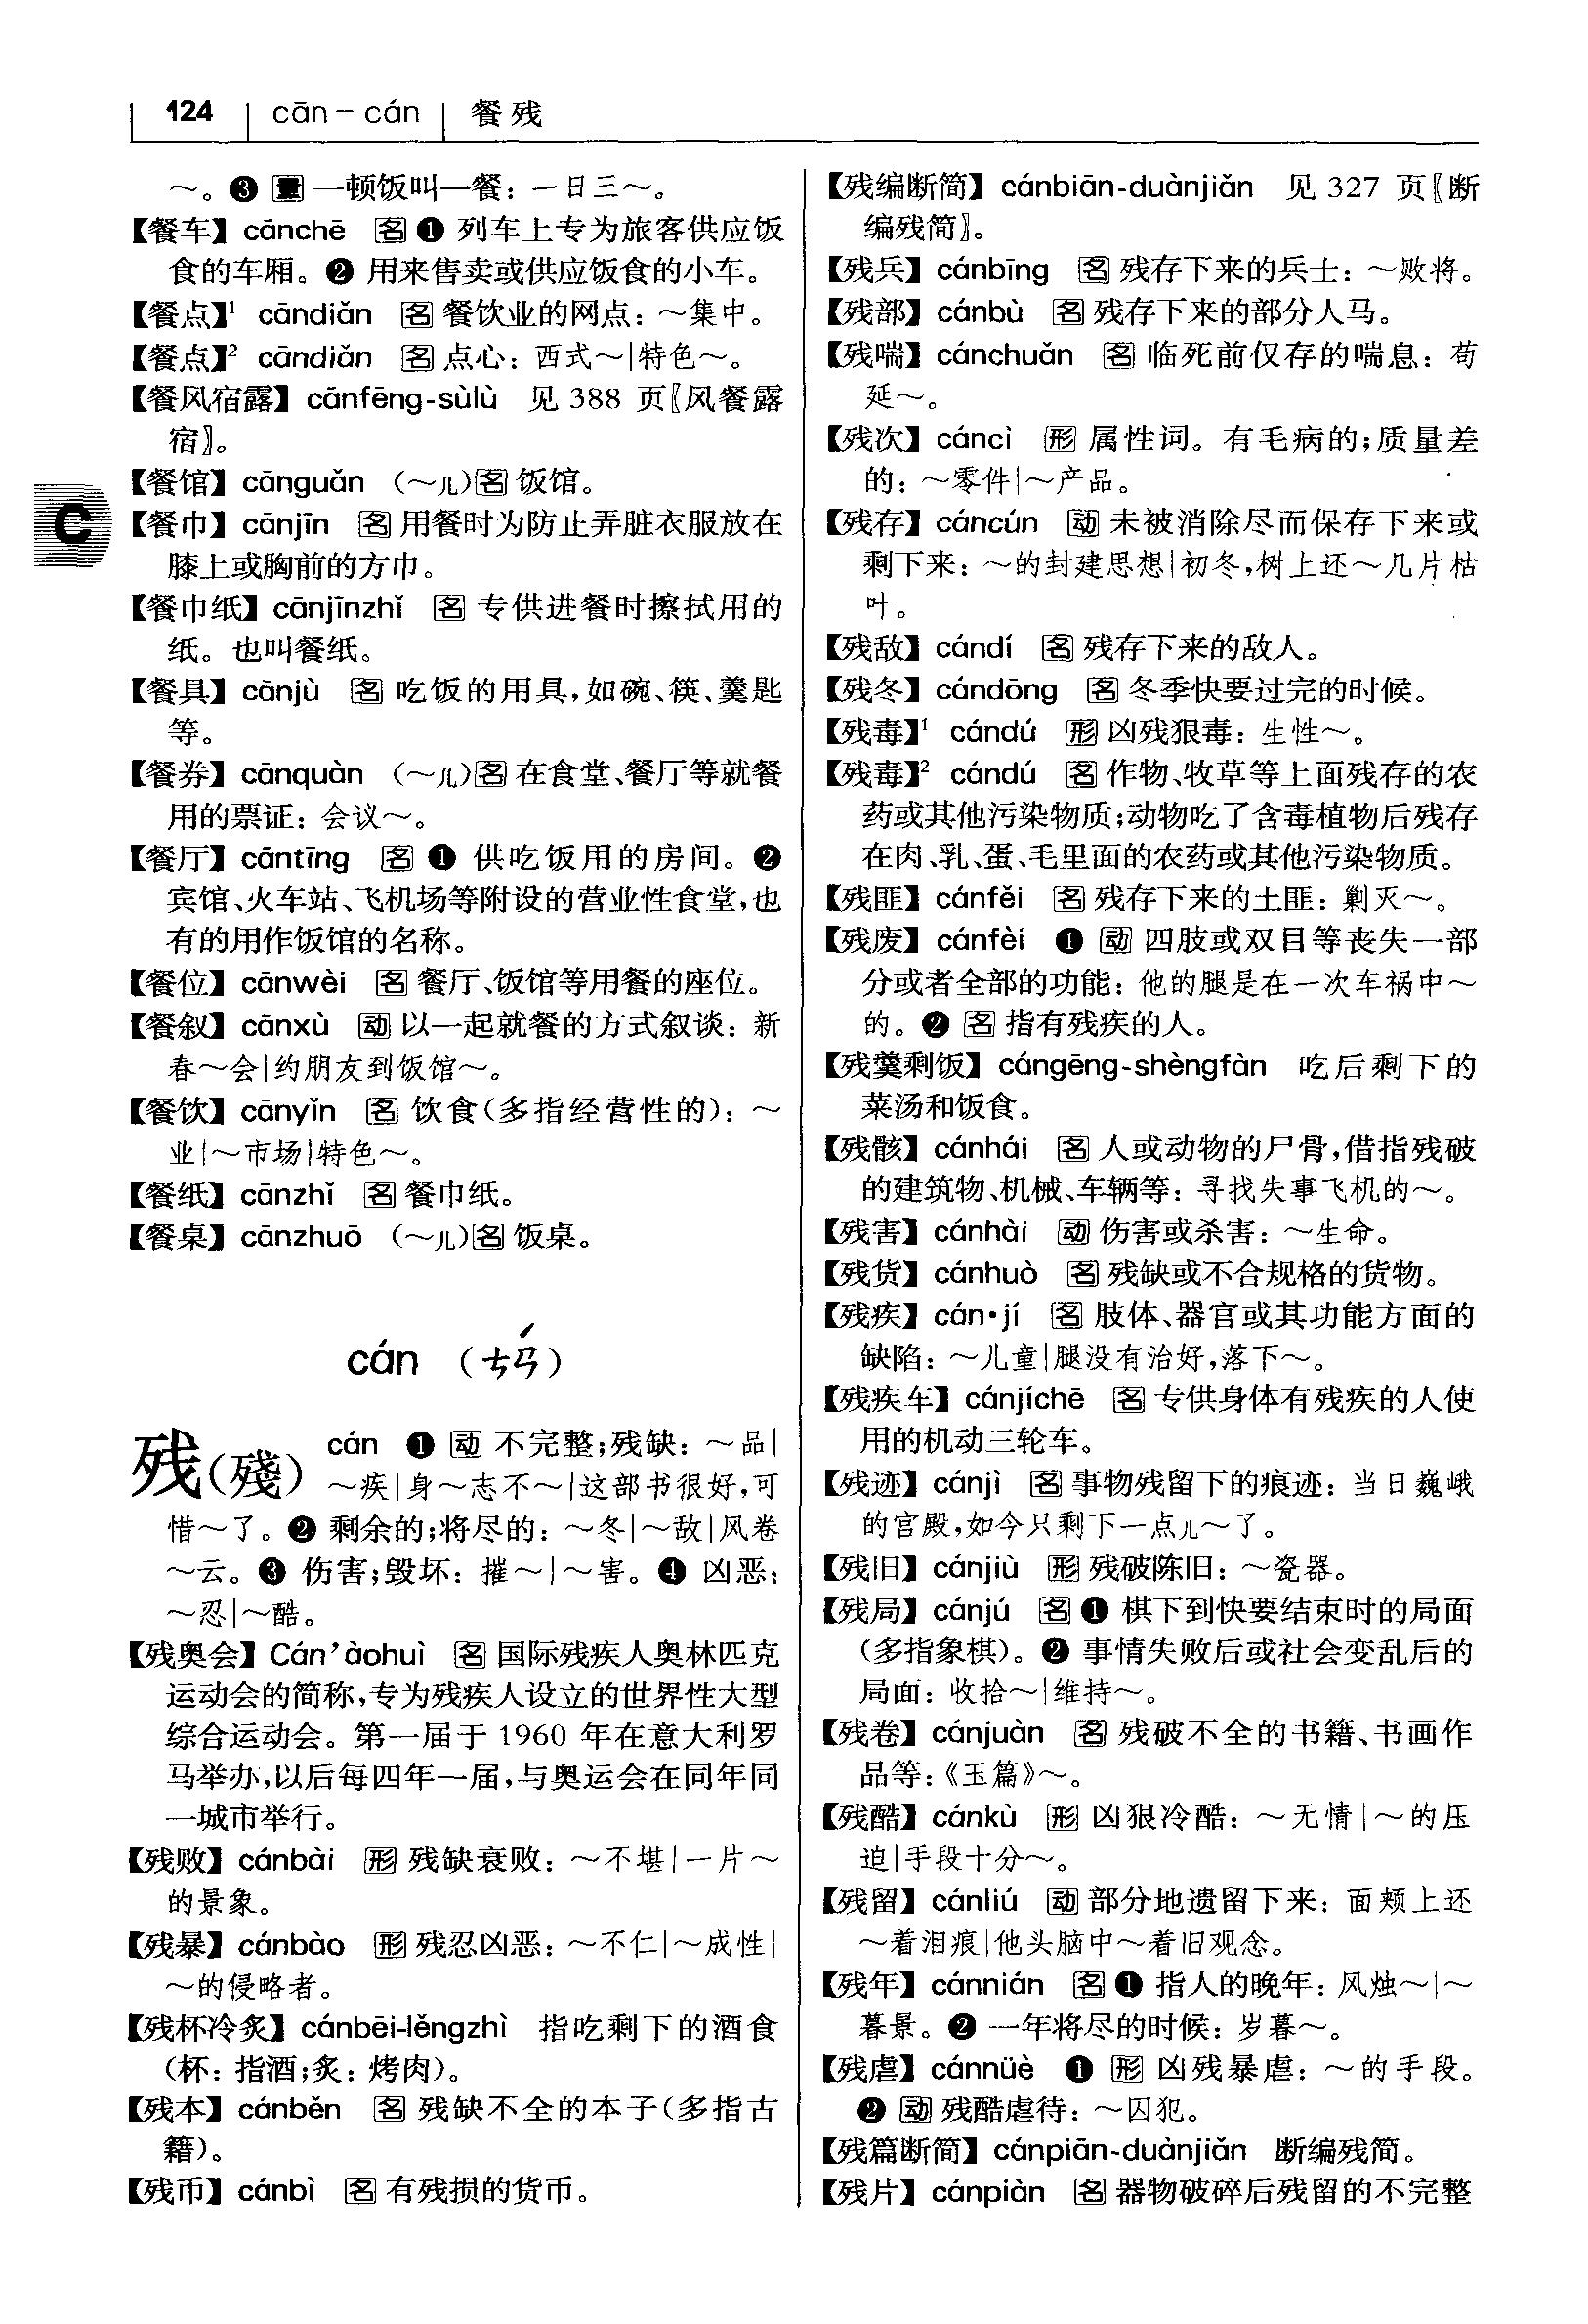 124 cān – cán 餐残
～。❸ 量 一顿饭叫一餐：一日三～。
【餐车】 cānchē 名 ❶ 列车上专为旅客供应饭
食的车厢。❷ 用来售卖或供应饭食的小车。
【餐点】¹ cāndiǎn 名 餐饮业的网点：～集中。
【餐点】² cāndiǎn 名 点心：西式～|特色～。
【餐风宿露】 cānfēng-sùlù 见 388 页〖风餐露
宿〗。
【餐馆】 cānguǎn （～儿）名 饭馆。
C
【餐巾】 cānjīn 名 用餐时为防止弄脏衣服放在
膝上或胸前的方巾。
【餐巾纸】 cānjīnzhǐ 名 专供进餐时擦拭用的
纸。也叫餐纸。
【餐具】 cānjù 名 吃饭的用具，如碗、筷、羹匙
等。
【餐券】 cānquàn （～儿）名 在食堂、餐厅等就餐
用的票证：会议～。
【餐厅】 cāntīng 名 ❶ 供吃饭用的房间。❷
宾馆、火车站、飞机场等附设的营业性食堂，也
有的用作饭馆的名称。
【餐位】 cānwèi 名 餐厅、饭馆等用餐的座位。
【餐叙】 cānxù 动 以一起就餐的方式叙谈：新
春～会|约朋友到饭馆～。
【餐饮】 cānyǐn 名 饮食（多指经营性的）：～
业|～市场|特色～。
【餐纸】 cānzhǐ 名 餐巾纸。
【餐桌】 cānzhuō （～儿）名 饭桌。
cán （ㄘㄢˊ）
残（殘） cán ❶ 动 不完整；残缺：～品|
～疾|身～志不～|这部书很好，可
惜～了。❷ 剩余的；将尽的：～冬|～敌|风卷
～云。❸ 伤害；毁坏：摧～|～害。❹ 凶恶：
～忍|～酷。
【残奥会】 Cán’àohuì 名 国际残疾人奥林匹克
运动会的简称，专为残疾人设立的世界性大型
综合运动会。第一届于 1960 年在意大利罗
马举办，以后每四年一届，与奥运会在同年同
一城市举行。
【残败】 cánbài 形 残缺衰败：～不堪|一片～
的景象。
【残暴】 cánbào 形 残忍凶恶：～不仁|～成性|
～的侵略者。
【残杯冷炙】 cánbēi-lěngzhì 指吃剩下的酒食
（杯：指酒；炙：烤肉）。
【残本】 cánběn 名 残缺不全的本子（多指古
籍）。
【残币】 cánbì 名 有残损的货币。
【残编断简】 cánbiān-duànjiǎn 见 327 页〖断
编残简〗。
【残兵】 cánbīng 名 残存下来的兵士：～败将。
【残部】 cánbù 名 残存下来的部分人马。
【残喘】 cánchuǎn 名 临死前仅存的喘息：苟
延～。
【残次】 cáncì 形 属性词。有毛病的；质量差
的：～零件|～产品。
【残存】 cáncún 动 未被消除尽而保存下来或
剩下来：～的封建思想|初冬，树上还～几片枯
叶。
【残敌】 cándí 名 残存下来的敌人。
【残冬】 cándōng 名 冬季快要过完的时候。
【残毒】¹ cándú 形 凶残狠毒：生性～。
【残毒】² cándú 名 作物、牧草等上面残存的农
药或其他污染物质；动物吃了含毒植物后残存
在肉、乳、蛋、毛里面的农药或其他污染物质。
【残匪】 cánfěi 名 残存下来的土匪：剿灭～。
【残废】 cánfèi ❶ 动 四肢或双目等丧失一部
分或者全部的功能：他的腿是在一次车祸中～
的。❷ 名 指有残疾的人。
【残羹剩饭】 cángēng-shèngfàn 吃后剩下的
菜汤和饭食。
【残骸】 cánhái 名 人或动物的尸骨，借指残破
的建筑物、机械、车辆等：寻找失事飞机的～。
【残害】 cánhài 动 伤害或杀害：～生命。
【残货】 cánhuò 名 残缺或不合规格的货物。
【残疾】 cán·jí 名 肢体、器官或其功能方面的
缺陷：～儿童|腿没有治好，落下～。
【残疾车】 cánjíchē 名 专供身体有残疾的人使
用的机动三轮车。
【残迹】 cánjì 名 事物残留下的痕迹：当日巍峨
的宫殿，如今只剩下一点儿～了。
【残旧】 cánjiù 形 残破陈旧：～瓷器。
【残局】 cánjú 名 ❶ 棋下到快要结束时的局面
（多指象棋）。❷ 事情失败后或社会变乱后的
局面：收拾～|维持～。
【残卷】 cánjuàn 名 残破不全的书籍、书画作
品等：《玉篇》～。
【残酷】 cánkù 形 凶狠冷酷：～无情|～的压
迫|手段十分～。
【残留】 cánliú 动 部分地遗留下来：面颊上还
～着泪痕|他头脑中～着旧观念。
【残年】 cánnián 名 ❶ 指人的晚年：风烛～|～
暮景。❷ 一年将尽的时候：岁暮～。
【残虐】 cánnüè ❶ 形 凶残暴虐：～的手段。
❷ 动 残酷虐待：～囚犯。
【残篇断简】 cánpiān-duànjiǎn 断编残简。
【残片】 cánpiàn 名 器物破碎后残留的不完整